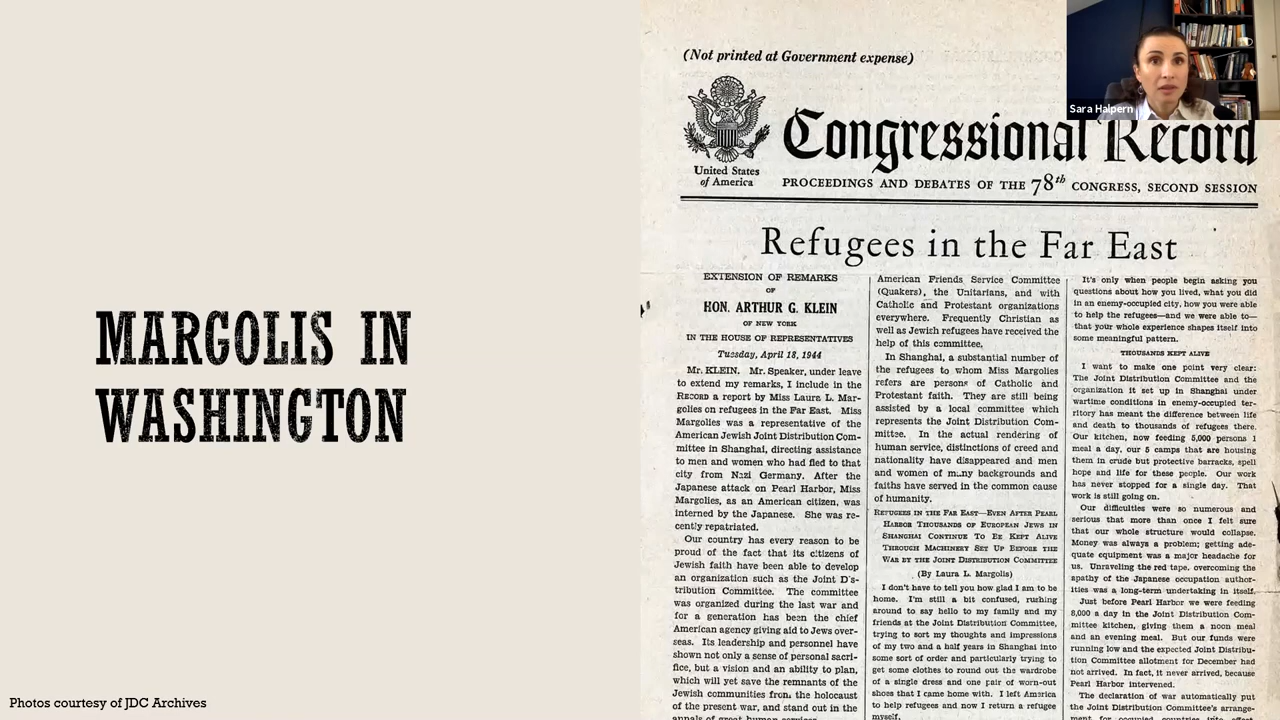 MARGOLIS IN
WASHINGTON
Photos courtesy of JDC Archives
Sara Halpern
(Not printed at Government expense)
United States
of America
Congressional Record
PROCEEDINGS AND DEBATES OF THE 78th CONGRESS, SECOND SESSION
Refugees in the Far East
EXTENSION OF REMARKS
OF
HON. ARTHUR G. KLEIN
OF NEW YORK
IN THE HOUSE OF REPRESENTATIVES
Tuesday, April 18, 1944
Mr. KLEIN. Mr. Speaker, under leave
to extend my remarks, I include in the
RECORD a report by Miss Laura L. Mar-
golies on refugees in the Far East. Miss
Margolies was a representative of the
American Jewish Joint Distribution Com-
mittee in Shanghai, directing assistance
to men and women who had fled to that
city from Nazi Germany. After the
Japanese attack on Pearl Harbor, Miss
Margolies, as an American citizen, was
interned by the Japanese. She was re-
cently repatriated.
Our country has every reason to be
proud of the fact that its citizens of
Jewish faith have been able to develop
an organization such as the Joint Dis-
tribution Committee. The committee
was organized during the last war and
for a generation has been the chief
American agency giving aid to Jews over-
seas. Its leadership and personnel have
shown not only a sense of personal sacri-
fice, but a vision and an ability to plan,
which will yet save the remnants of the
Jewish communities from the holocaust
of the present war, and stand out in the
annals of great human services.
American Friends Service Committee
(Quakers), the Unitarians, and with
Catholic and Protestant organizations
everywhere. Frequently Christian as
well as Jewish refugees have received the
help of this committee.
In Shanghai, a substantial number of
the refugees to whom Miss Margolies
refers are persons of Catholic and
Protestant faith. They are still being
assisted by a local committee which
represents the Joint Distribution Com-
mittee. In the actual rendering of
human service, distinctions of creed and
nationality have disappeared and men
and women of many backgrounds and
faiths have served in the common cause
of humanity.
REFUGEES IN THE FAR EAST—EVEN AFTER PEARL
HARBOR THOUSANDS OF EUROPEAN JEWS IN
SHANGHAI CONTINUE TO BE KEPT ALIVE
THROUGH MACHINERY SET UP BEFORE THE
WAR BY THE JOINT DISTRIBUTION COMMITTEE
(By Laura L. Margolis)
I don't have to tell you how glad I am to be
home. I'm still a bit confused, rushing
around to say hello to my family and my
friends at the Joint Distribution Committee,
trying to sort my thoughts and impressions
of my two and a half years in Shanghai into
some sort of order and particularly trying to
get some clothes to round out the wardrobe
of a single dress and one pair of worn-out
shoes that I came home with. I left America
to help refugees and now I return a refugee
myself.
It's only when people begin asking you
questions about how you lived, what you did
in an enemy-occupied city, how you were able
to help the refugees—and we were able to—
that your whole experience shapes itself into
some meaningful pattern.
THOUSANDS KEPT ALIVE
I want to make one point very clear:
The Joint Distribution Committee and the
organization it set up in Shanghai under
wartime conditions in enemy-occupied ter-
ritory has meant the difference between life
and death to thousands of refugees there.
Our kitchen, now feeding 5,000 persons 1
meal a day, our 5 camps that are housing
them in crude but protective barracks, spell
hope and life for these people. Our work
has never stopped for a single day. That
work is still going on.
Our difficulties were so numerous and
serious that more than once I felt sure
that our whole structure would collapse.
Money was always a problem; getting ade-
quate equipment was a major headache for
us. Unraveling the red tape, overcoming the
apathy of the Japanese occupation author-
ities was a long-term undertaking in itself.
Just before Pearl Harbor we were feeding
8,000 a day in the Joint Distribution Com-
mittee kitchen, giving them a noon meal
and an evening meal. But our funds were
running low and the expected Joint Distribu-
tion Committee allotment for December had
not arrived. In fact, it never arrived, because
Pearl Harbor intervened.
The declaration of war automatically put
the Joint Distribution Committee's arrange-
ment for occupied countries into effect